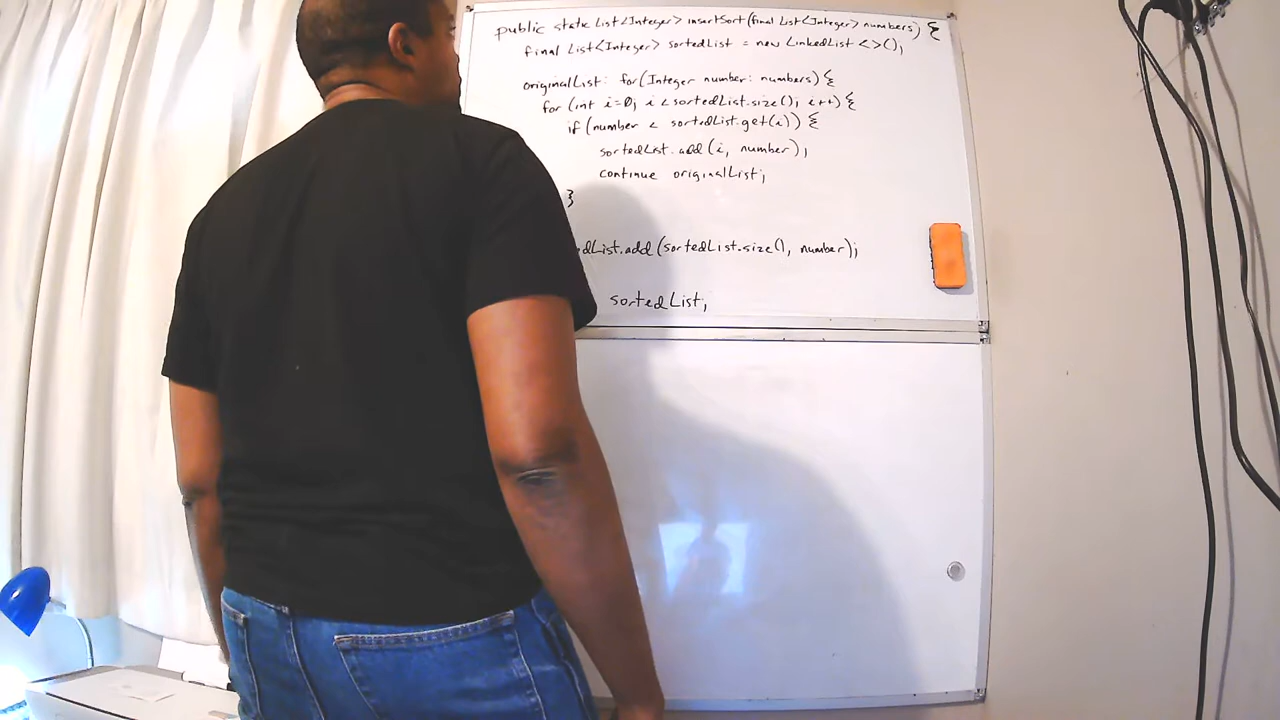 public static List<Integer> insertSort(final List<Integer> numbers) {
final List<Integer> sortedList = new LinkedList <>();
originalList: for(Integer number: numbers) {
for (int i=0; i < sortedList.size(); i++) {
if (number < sortedList.get(i)) {
sortedList.add(i, number);
continue originalList;
}
dList.add(sortedList.size(), number);
sortedList;